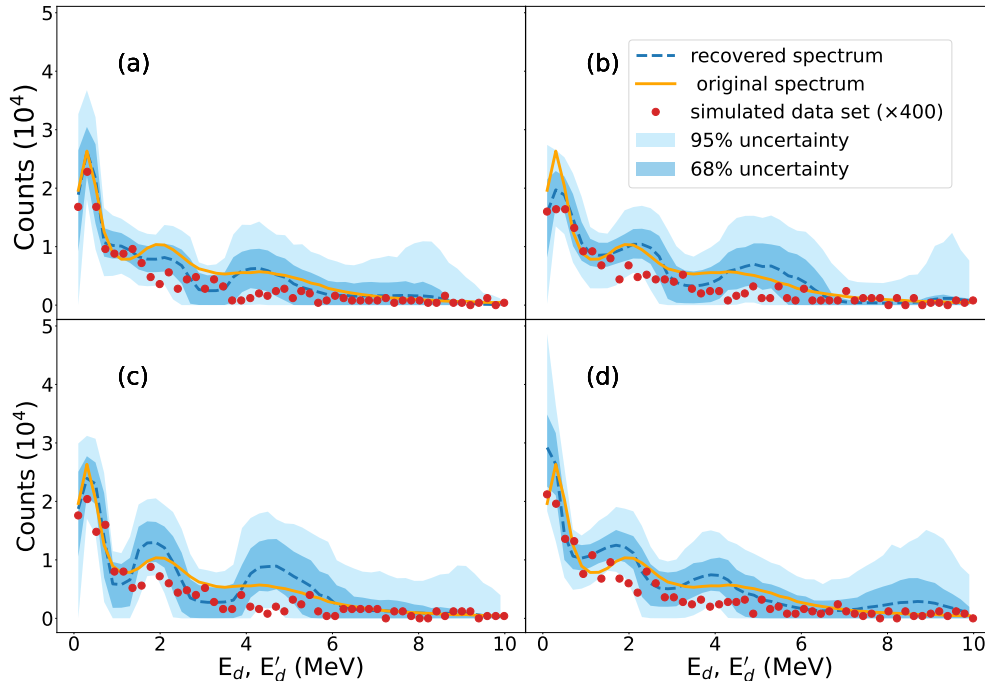 5
4
3
2
1
0
Counts (10⁴)
(a)
(b)
recovered spectrum
original spectrum
simulated data set (×400)
95% uncertainty
68% uncertainty
5
4
3
2
1
0
Counts (10⁴)
(c)
(d)
0 2 4 6 8 10
0 2 4 6 8 10
E_d, E'_d (MeV)
E_d, E'_d (MeV)